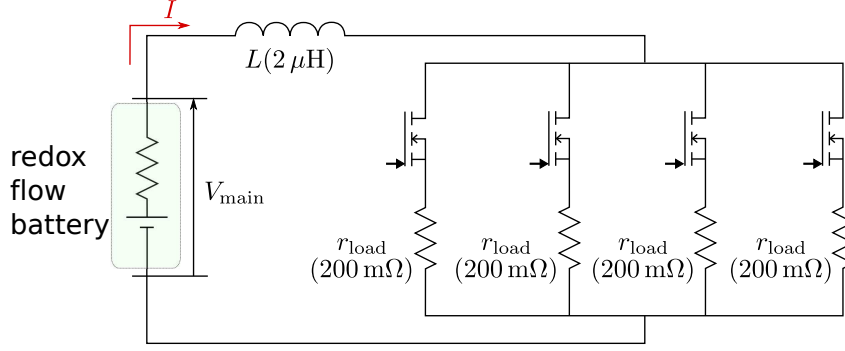 I
L(2 μH)
redox
flow
battery
V_main
r_load
(200 mΩ)
r_load
(200 mΩ)
r_load
(200 mΩ)
r_load
(200 mΩ)